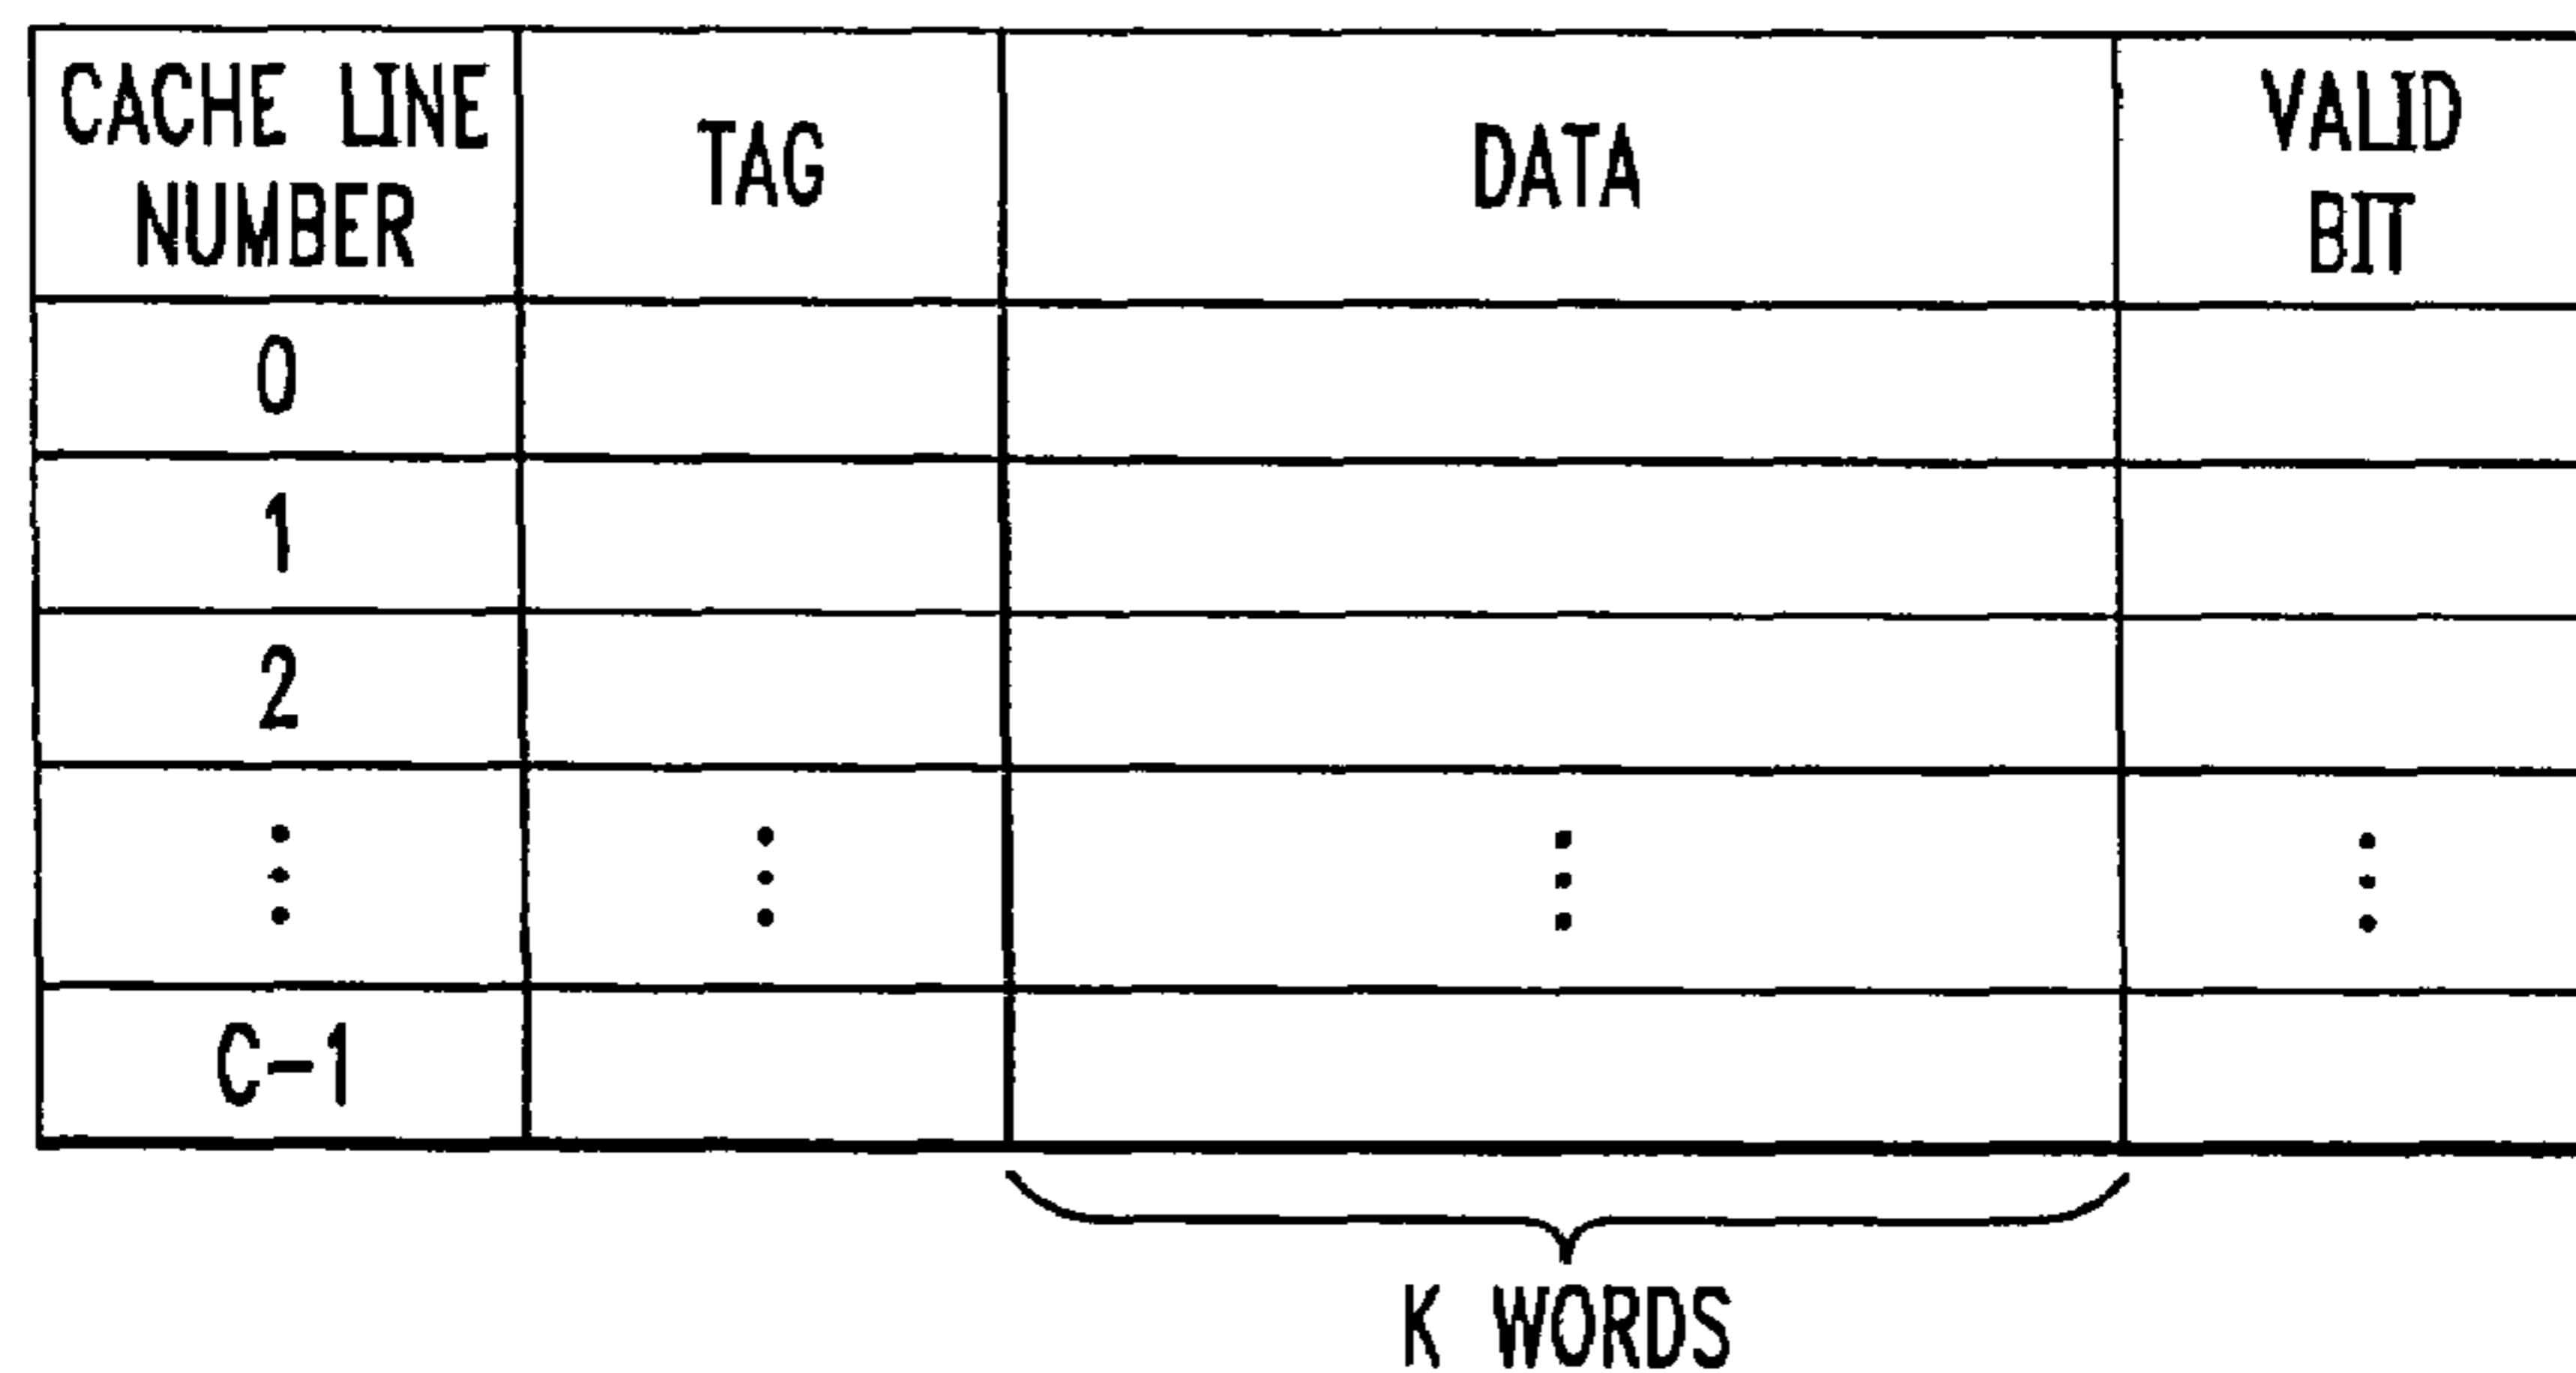 CACHE LINE
NUMBER
TAG
DATA
VALID
BIT
0
1
2
C-1
K WORDS